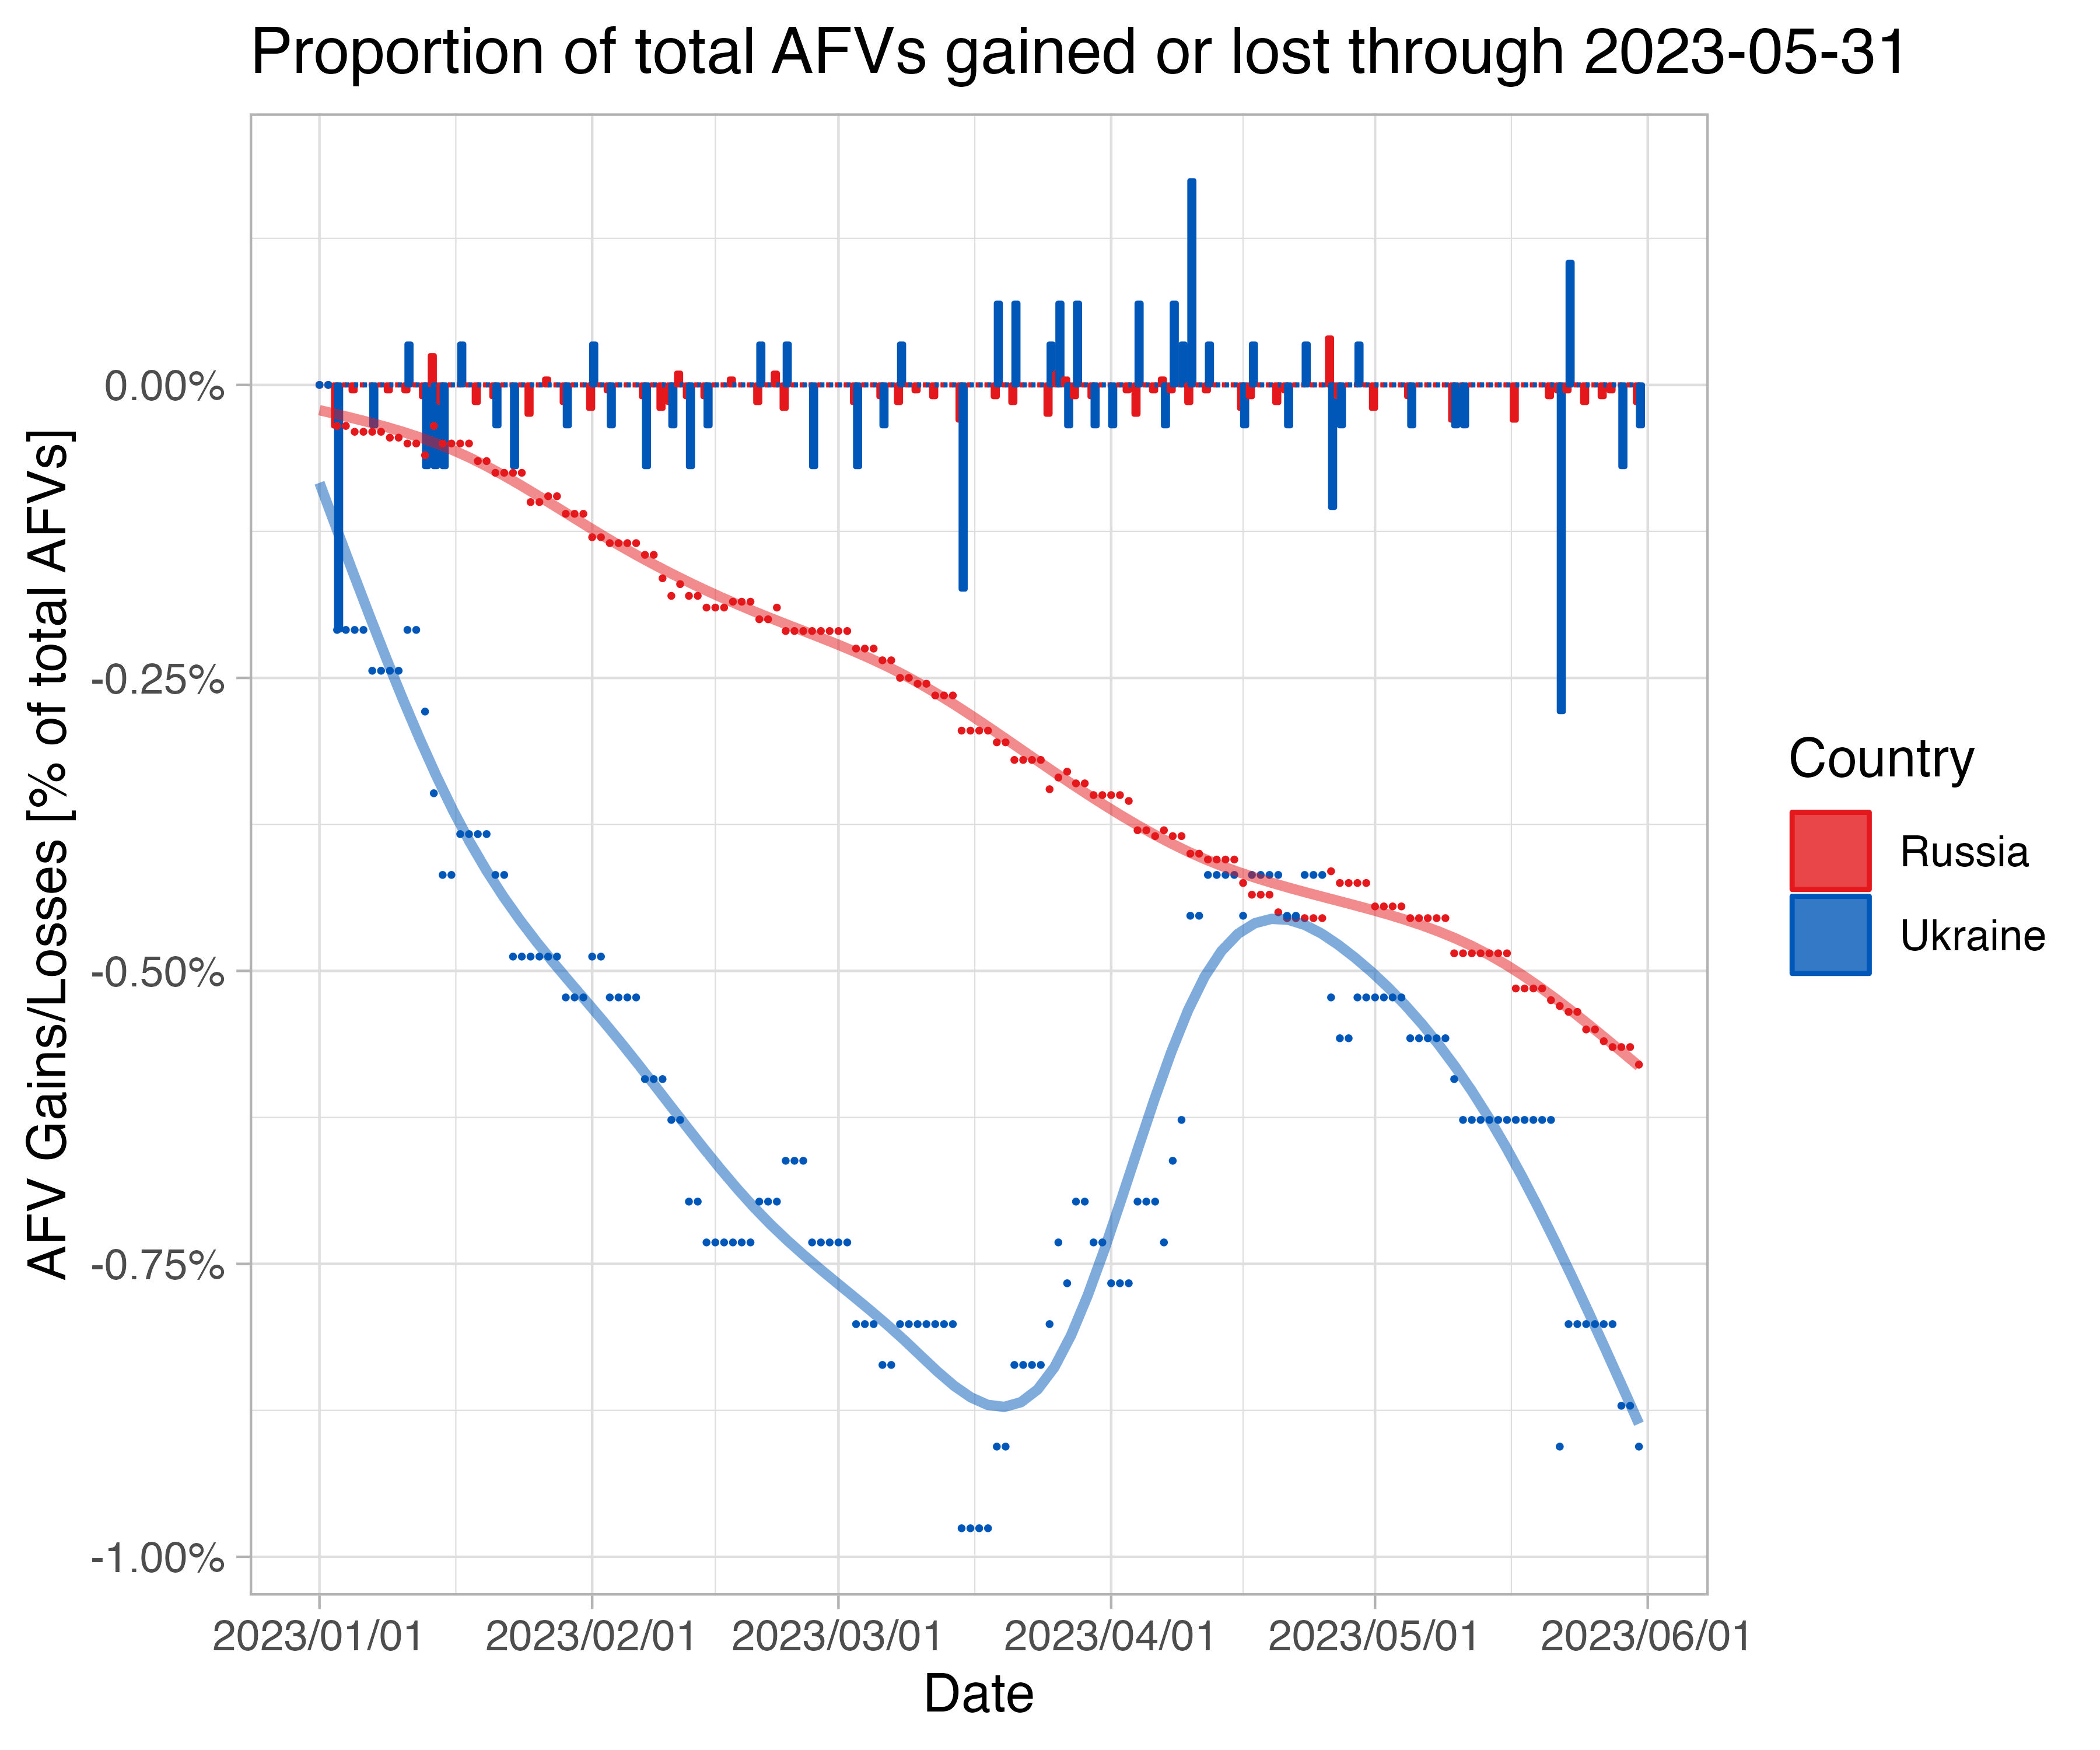 Proportion of total AFVs gained or lost through 2023-05-31
AFV Gains/Losses [% of total AFVs]
0.00%
-0.25%
-0.50%
-0.75%
-1.00%
2023/01/01
2023/02/01
2023/03/01
2023/04/01
2023/05/01
2023/06/01
Date
Country
Russia
Ukraine